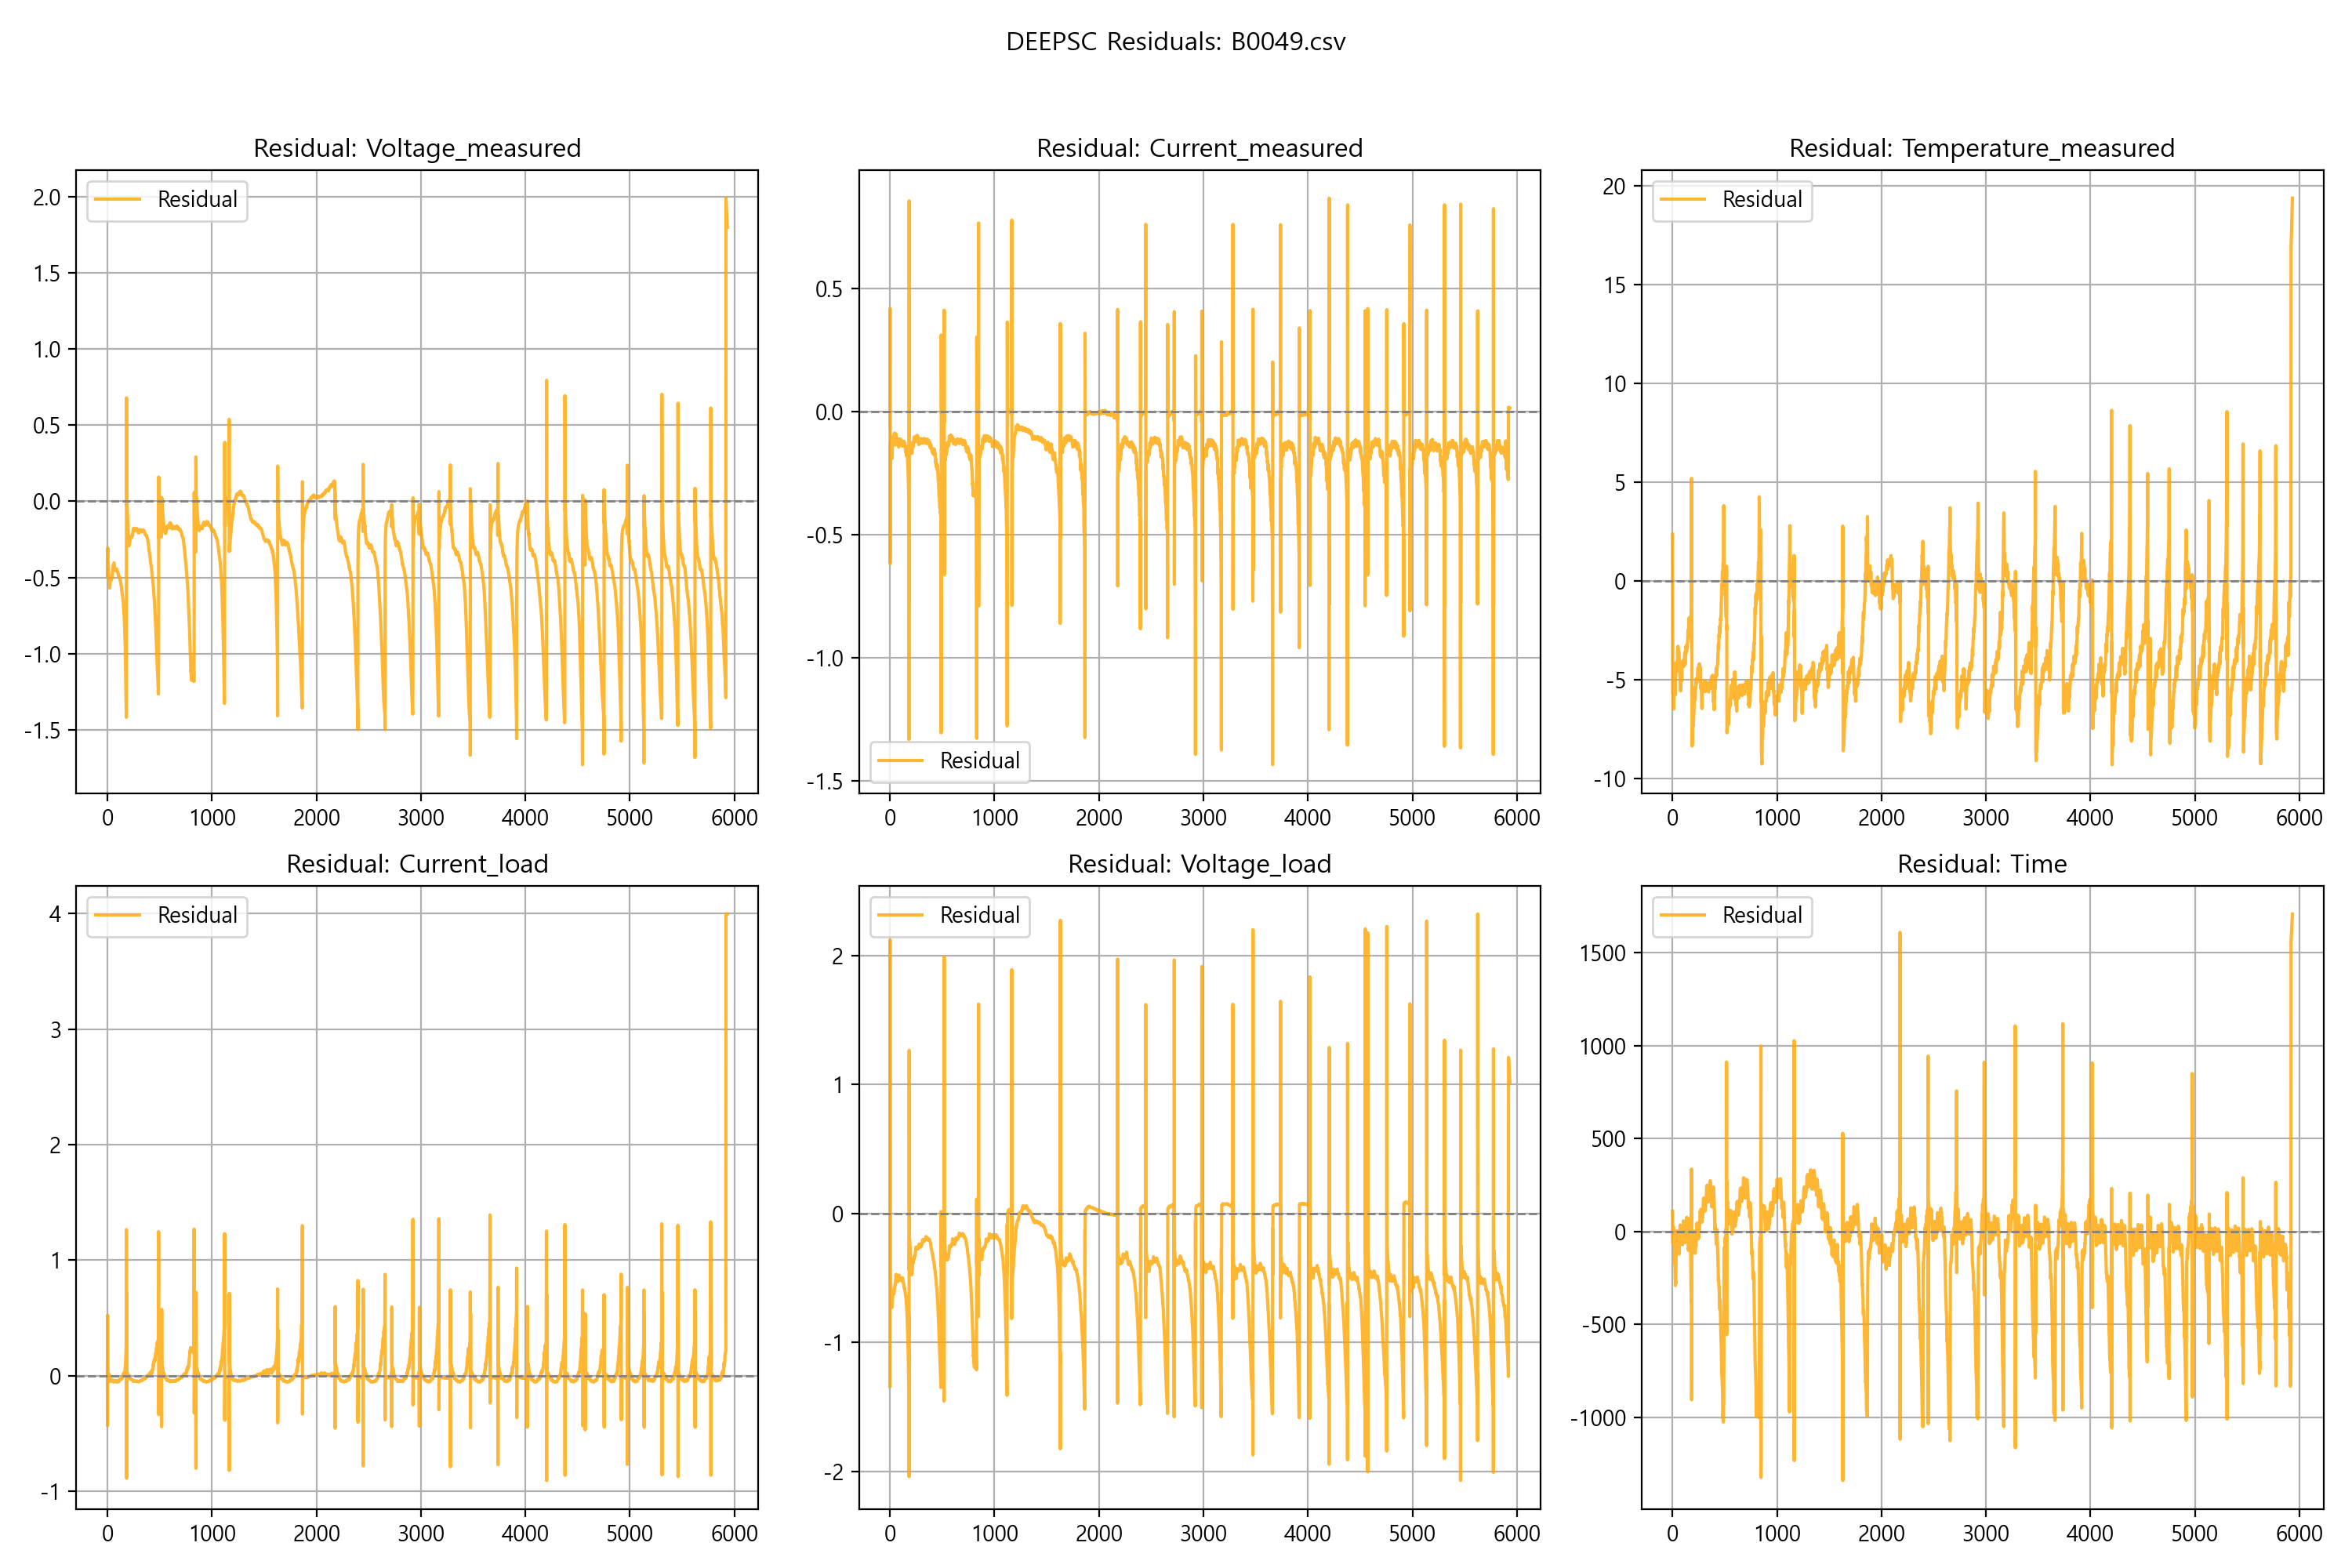 DEEPSC Residuals: B0049.csv
Residual: Voltage_measured
Residual
2.0
1.5
1.0
0.5
0.0
-0.5
-1.0
-1.5
0 1000 2000 3000 4000 5000 6000
Residual: Current_measured
Residual
0.5
0.0
-0.5
-1.0
-1.5
0 1000 2000 3000 4000 5000 6000
Residual: Temperature_measured
Residual
20
15
10
5
0
-5
-10
0 1000 2000 3000 4000 5000 6000
Residual: Current_load
Residual
4
3
2
1
0
-1
0 1000 2000 3000 4000 5000 6000
Residual: Voltage_load
Residual
2
1
0
-1
-2
0 1000 2000 3000 4000 5000 6000
Residual: Time
Residual
1500
1000
500
0
-500
-1000
0 1000 2000 3000 4000 5000 6000